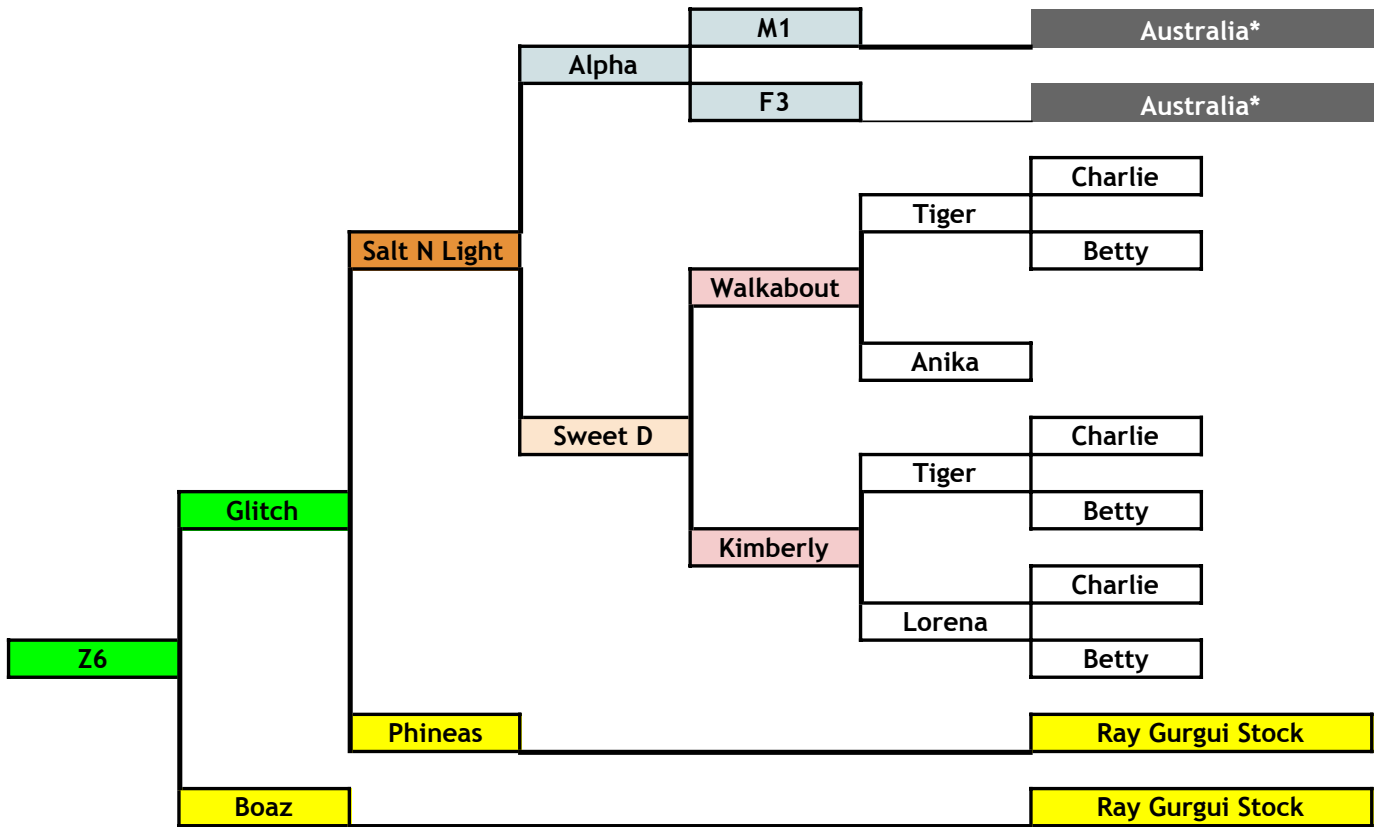 M1 Australia*
Alpha
F3 Australia*
Charlie
Tiger
Salt N Light Betty
Walkabout
Anika
Sweet D Charlie
Tiger
Glitch Betty
Kimberly
Charlie
Lorena
Z6 Betty
Phineas Ray Gurgui Stock
Boaz Ray Gurgui Stock